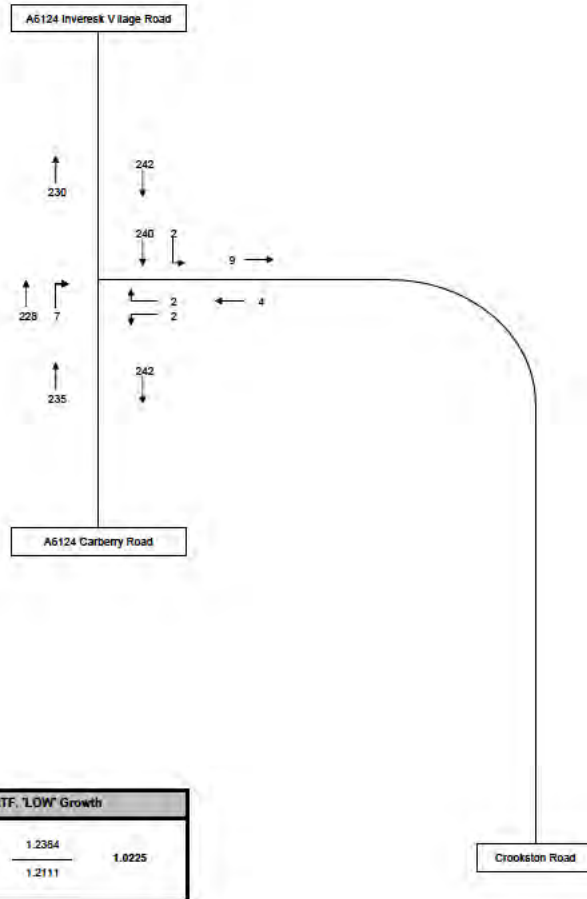 A6124 Inveresk Village Road
242
230
240 2
9
2 4
228 7 2
242
235
A6124 Carberry Road
TF, "LOW" Growth
1.2384
1.0225
1.2111
Crookston Road